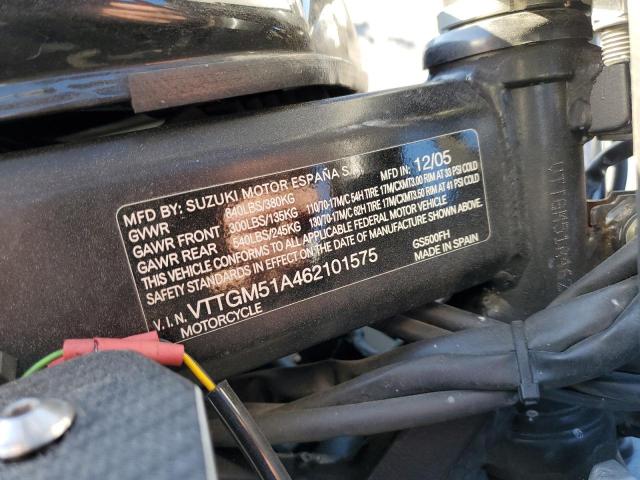 MFD BY: SUZUKI MOTOR ESPAÑA S.A. MFD IN: 12/05
GVWR 840LBS/380KG
GAWR FRONT 300LBS/135KG 110/70-17M/C 54H TIRE 17M/CXMT3.00 RIM AT 33 PSI COLD
GAWR REAR 540LBS/245KG 130/70-17M/C 62H TIRE 17M/CXMT3.50 RIM AT 41 PSI COLD
THIS VEHICLE CONFORMS TO ALL APPLICABLE FEDERAL MOTOR VEHICLE
SAFETY STANDARDS IN EFFECT ON THE DATE OF MANUFACTURE SHOWN ABOVE.
V.I.N. VTTGM51A462101575 GS500FH
MOTORCYCLE MADE IN SPAIN
VTTGM51A462